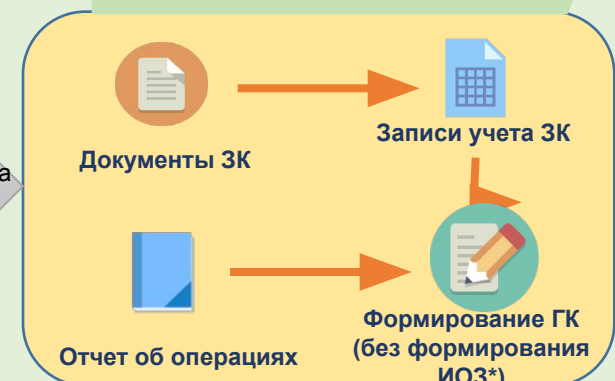 а
Документы ЗК
Записи учета ЗК
Отчет об операциях
Формирование ГК
(без формирования
ИОЗ*)